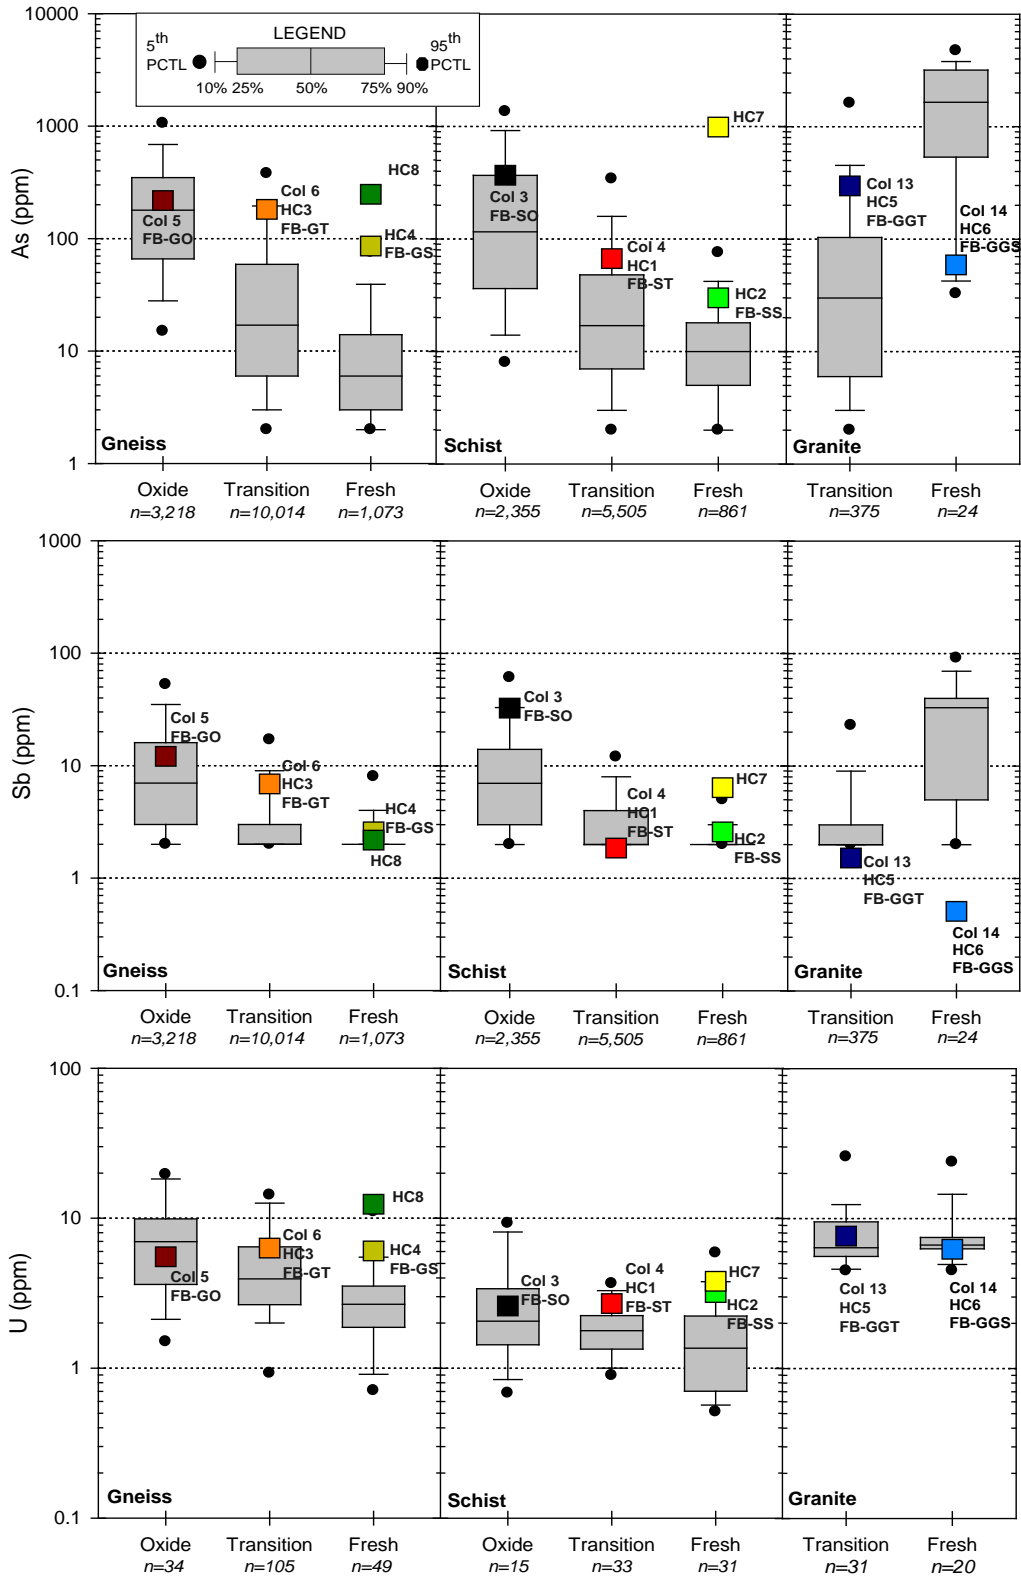 10000
1000
100
10
1
As (ppm)
LEGEND
5th
PCTL
95th
PCTL
10% 25% 50% 75% 90%
Col 5
FB-GO
Col 6
HC3
FB-GT
HC8
HC4
FB-GS
Gneiss
Col 3
FB-SO
Col 4
HC1
FB-ST
HC7
HC2
FB-SS
Schist
Col 13
HC5
FB-GGT
Col 14
HC6
FB-GGS
Granite
Oxide Transition Fresh Oxide Transition Fresh Transition Fresh
n=3,218 n=10,014 n=1,073 n=2,355 n=5,505 n=861 n=375 n=24
1000
100
10
1
0.1
Sb (ppm)
Col 5
FB-GO
Col 6
HC3
FB-GT
HC4
FB-GS
HC8
Gneiss
Col 3
FB-SO
Col 4
HC1
FB-ST
HC7
HC2
FB-SS
Schist
Col 13
HC5
FB-GGT
Col 14
HC6
FB-GGS
Granite
Oxide Transition Fresh Oxide Transition Fresh Transition Fresh
n=3,218 n=10,014 n=1,073 n=2,355 n=5,505 n=861 n=375 n=24
100
10
1
0.1
U (ppm)
Col 5
FB-GO
Col 6
HC3
FB-GT
HC8
HC4
FB-GS
Gneiss
Col 3
FB-SO
Col 4
HC1
FB-ST
HC7
HC2
FB-SS
Schist
Col 13
HC5
FB-GGT
Col 14
HC6
FB-GGS
Granite
Oxide Transition Fresh Oxide Transition Fresh Transition Fresh
n=34 n=105 n=49 n=15 n=33 n=31 n=31 n=20